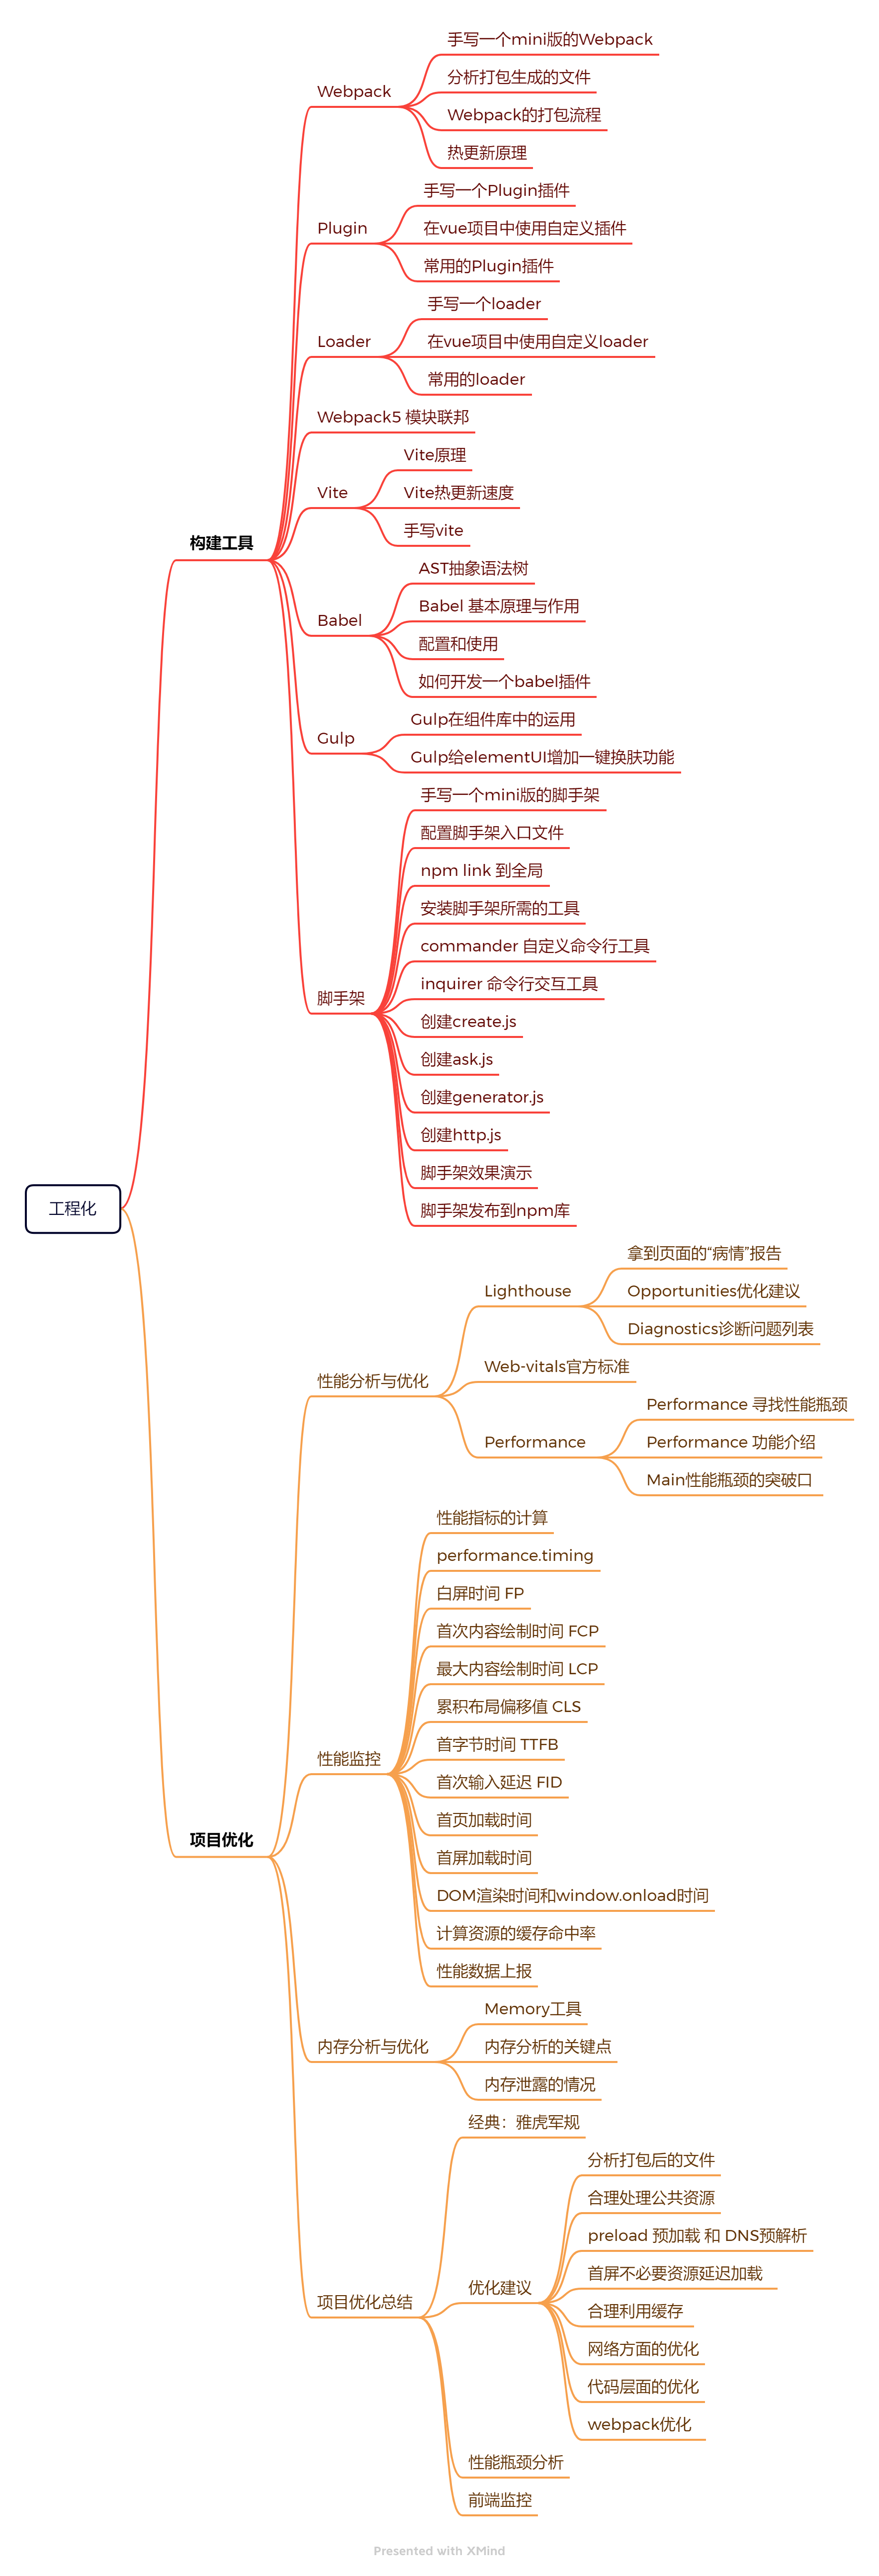 工程化
构建工具
Webpack
手写一个mini版的Webpack
分析打包生成的文件
Webpack的打包流程
热更新原理
Plugin
手写一个Plugin插件
在vue项目中使用自定义插件
常用的Plugin插件
Loader
手写一个loader
在vue项目中使用自定义loader
常用的loader
Webpack5 模块联邦
Vite
Vite原理
Vite热更新速度
手写vite
Babel
AST抽象语法树
Babel 基本原理与作用
配置和使用
如何开发一个babel插件
Gulp
Gulp在组件库中的运用
Gulp给elementUI增加一键换肤功能
脚手架
手写一个mini版的脚手架
配置脚手架入口文件
npm link 到全局
安装脚手架所需的工具
commander 自定义命令行工具
inquirer 命令行交互工具
创建create.js
创建ask.js
创建generator.js
创建http.js
脚手架效果演示
脚手架发布到npm库
项目优化
性能分析与优化
Lighthouse
拿到页面的“病情”报告
Opportunities优化建议
Diagnostics诊断问题列表
Web-vitals官方标准
Performance
Performance 寻找性能瓶颈
Performance 功能介绍
Main性能瓶颈的突破口
性能监控
性能指标的计算
performance.timing
白屏时间 FP
首次内容绘制时间 FCP
最大内容绘制时间 LCP
累积布局偏移值 CLS
首字节时间 TTFB
首次输入延迟 FID
首页加载时间
首屏加载时间
DOM渲染时间和window.onload时间
计算资源的缓存命中率
性能数据上报
内存分析与优化
Memory工具
内存分析的关键点
内存泄露的情况
项目优化总结
经典：雅虎军规
优化建议
分析打包后的文件
合理处理公共资源
preload 预加载 和 DNS预解析
首屏不必要资源延迟加载
合理利用缓存
网络方面的优化
代码层面的优化
webpack优化
性能瓶颈分析
前端监控
Presented with XMind